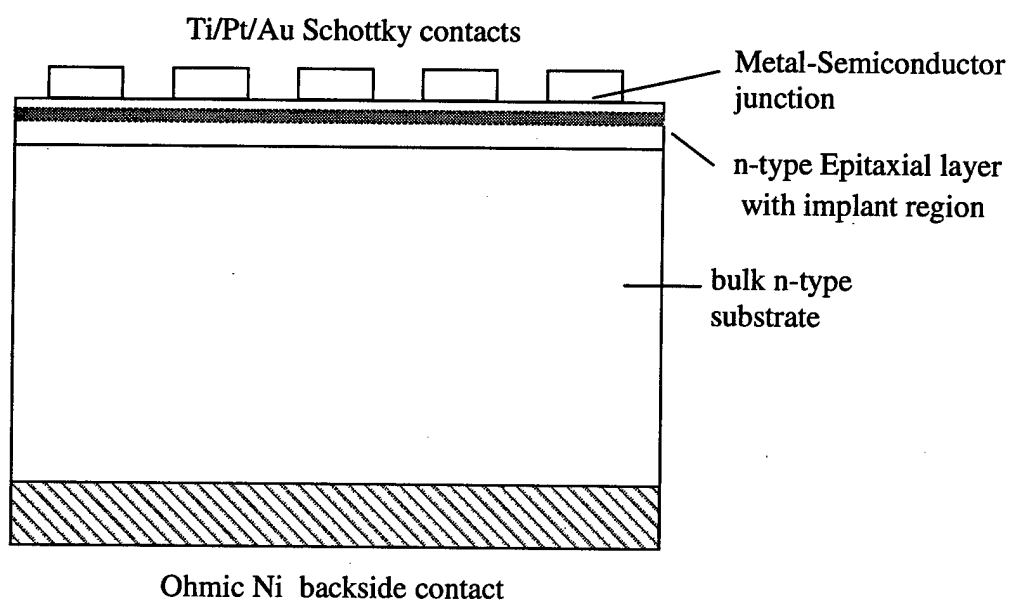 Ti/Pt/Au Schottky contacts
Metal-Semiconductor
junction
n-type Epitaxial layer
with implant region
bulk n-type
substrate
Ohmic Ni backside contact